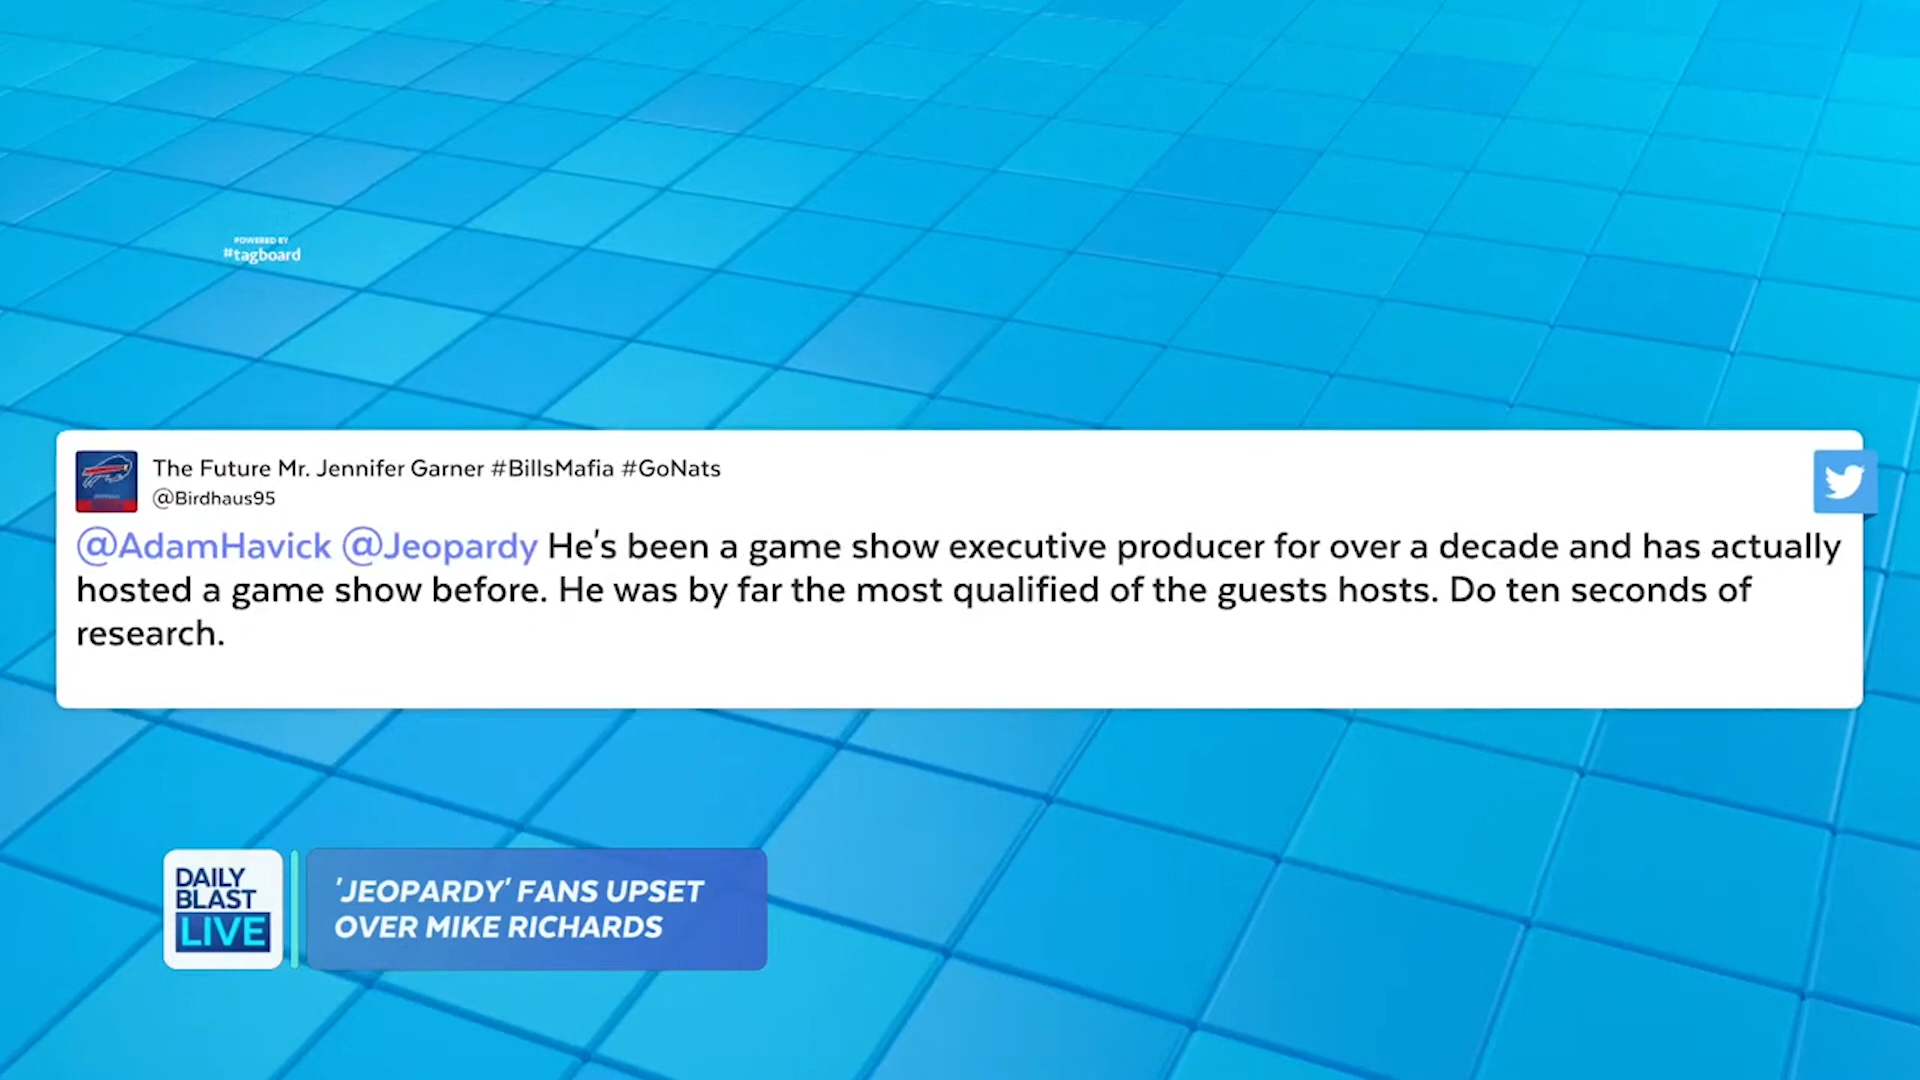 POWERED BY
#tagboard
The Future Mr. Jennifer Garner #BillsMafia #GoNats
@Birdhaus95
@AdamHavick @Jeopardy He's been a game show executive producer for over a decade and has actually
hosted a game show before. He was by far the most qualified of the guests hosts. Do ten seconds of
research.
DAILY
BLAST
LIVE
'JEOPARDY' FANS UPSET
OVER MIKE RICHARDS